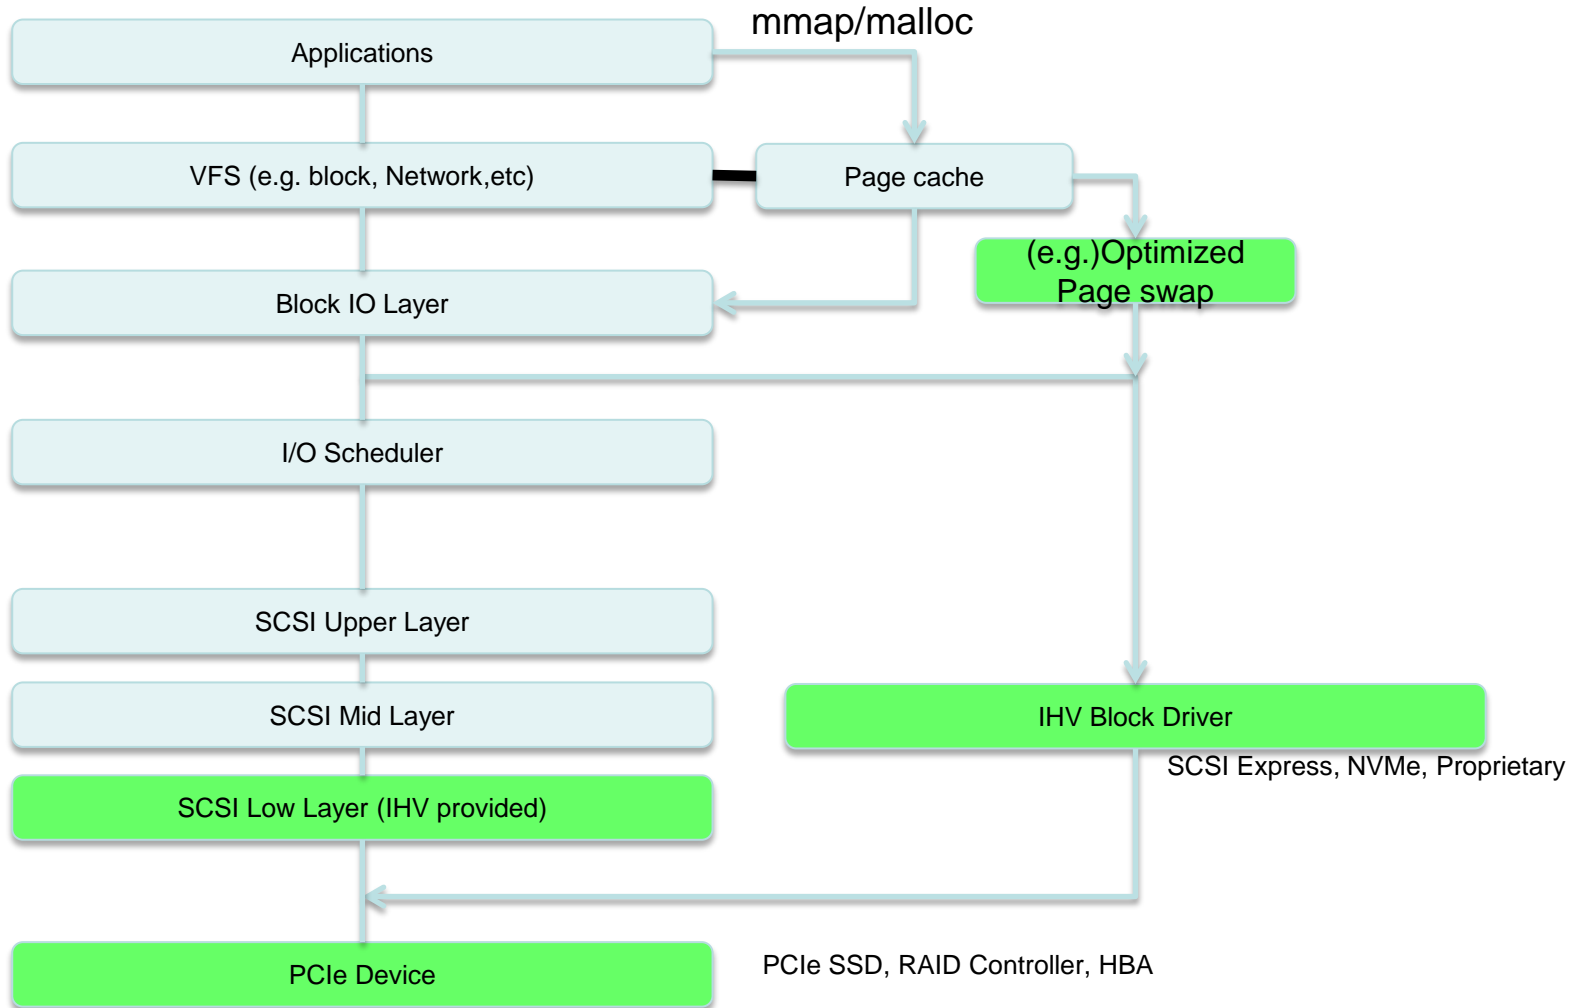 mmap/malloc
Applications
VFS (e.g. block, Network,etc)
Page cache
(e.g.)Optimized
Page swap
Block IO Layer
I/O Scheduler
SCSI Upper Layer
SCSI Mid Layer
IHV Block Driver
SCSI Express, NVMe, Proprietary
SCSI Low Layer (IHV provided)
PCIe Device
PCIe SSD, RAID Controller, HBA